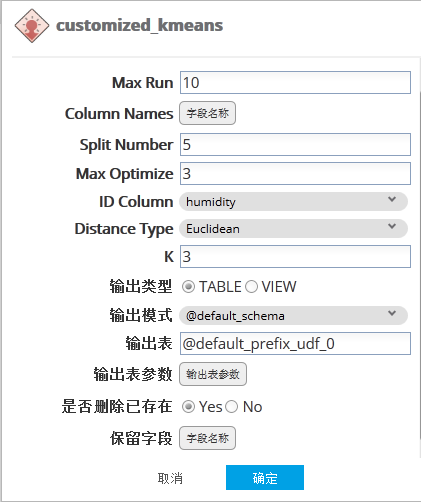 customized_kmeans
Max Run 10
Column Names 字段名称
Split Number 5
Max Optimize 3
ID Column humidity
Distance Type Euclidean
K 3
输出类型 TABLE VIEW
输出模式 @default_schema
输出表 @default_prefix_udf_0
输出表参数 输出表参数
是否删除已存在 Yes No
保留字段 字段名称
取消 确定